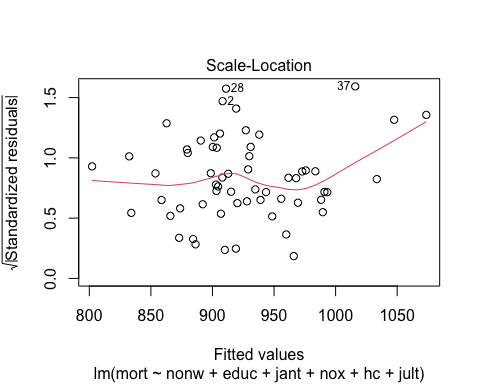 Scale-Location
√|Standardized residuals|
0.0 0.5 1.0 1.5
28
2
37
800 850 900 950 1000 1050
Fitted values
lm(mort ~ nonw + educ + jant + nox + hc + jult)